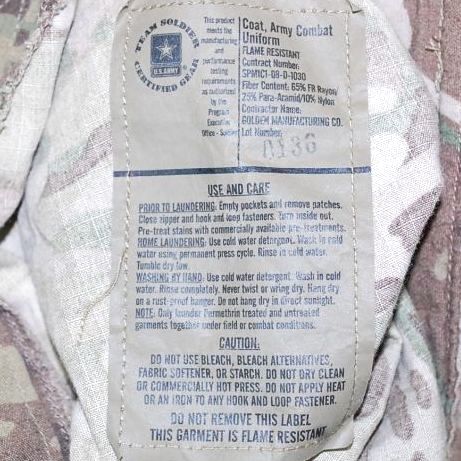 TEAM SOLDIER
U.S.ARMY
CERTIFIED GEAR
This product
meets the
manufacturing
and
performance
testing
requirements
as authorized
by the
Program
Executive
Office - Soldier
Coat, Army Combat
Uniform
FLAME RESISTANT
Contract Number:
SPM1C1-08-D-1030
Fiber Content: 65% FR Rayon/
25% Para-Aramid/10% Nylon
Contractor Name:
GOLDEN MANUFACTURING CO.
Lot Number:
0136
USE AND CARE
PRIOR TO LAUNDERING: Empty pockets and remove patches.
Close zipper and hook and loop fasteners. Turn inside out.
Pre-treat stains with commercially available pre-treatments.
HOME LAUNDERING: Use cold water detergent. Wash in cold
water using permanent press cycle. Rinse in cold water.
Tumble dry low.
WASHING BY HAND: Use cold water detergent. Wash in cold
water. Rinse completely. Never twist or wring dry. Hang dry
on a rust-proof hanger. Do not hang dry in direct sunlight.
NOTE: Only launder Permethrin treated and untreated
garments together under field or combat conditions.
CAUTION:
DO NOT USE BLEACH, BLEACH ALTERNATIVES,
FABRIC SOFTENER, OR STARCH. DO NOT DRY CLEAN
OR COMMERCIALLY HOT PRESS. DO NOT APPLY HEAT
OR AN IRON TO ANY HOOK AND LOOP FASTENER.
DO NOT REMOVE THIS LABEL
THIS GARMENT IS FLAME RESISTANT